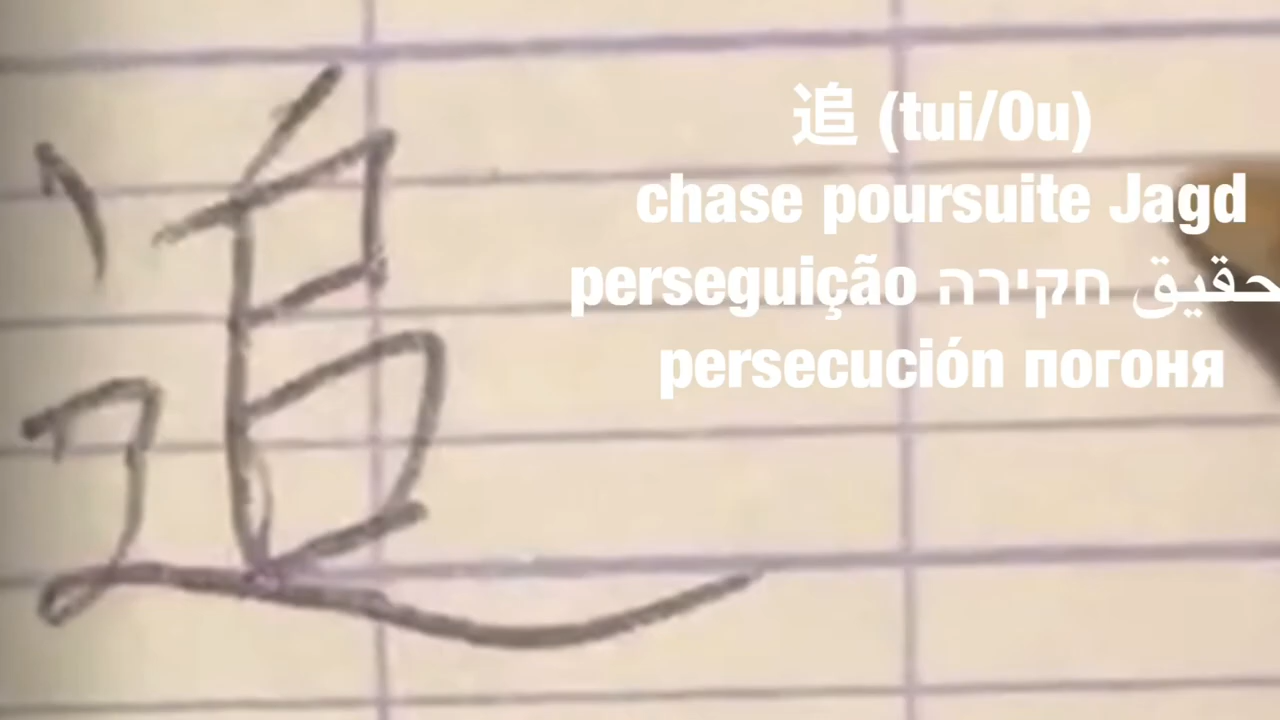 追
追 (tui/Ou)
chase poursuite Jagd
perseguição حقيق חקירה
persecución погоня